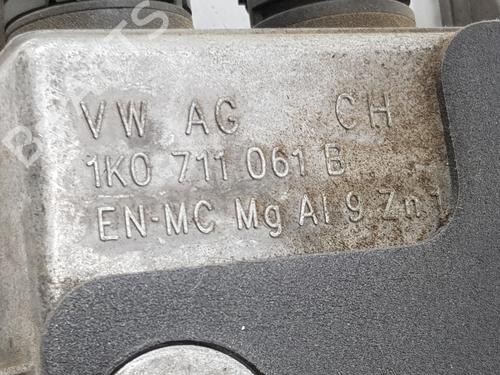 VW AG CH
1K0 711 061 B
EN-MC Mg Al 9 Zn 1